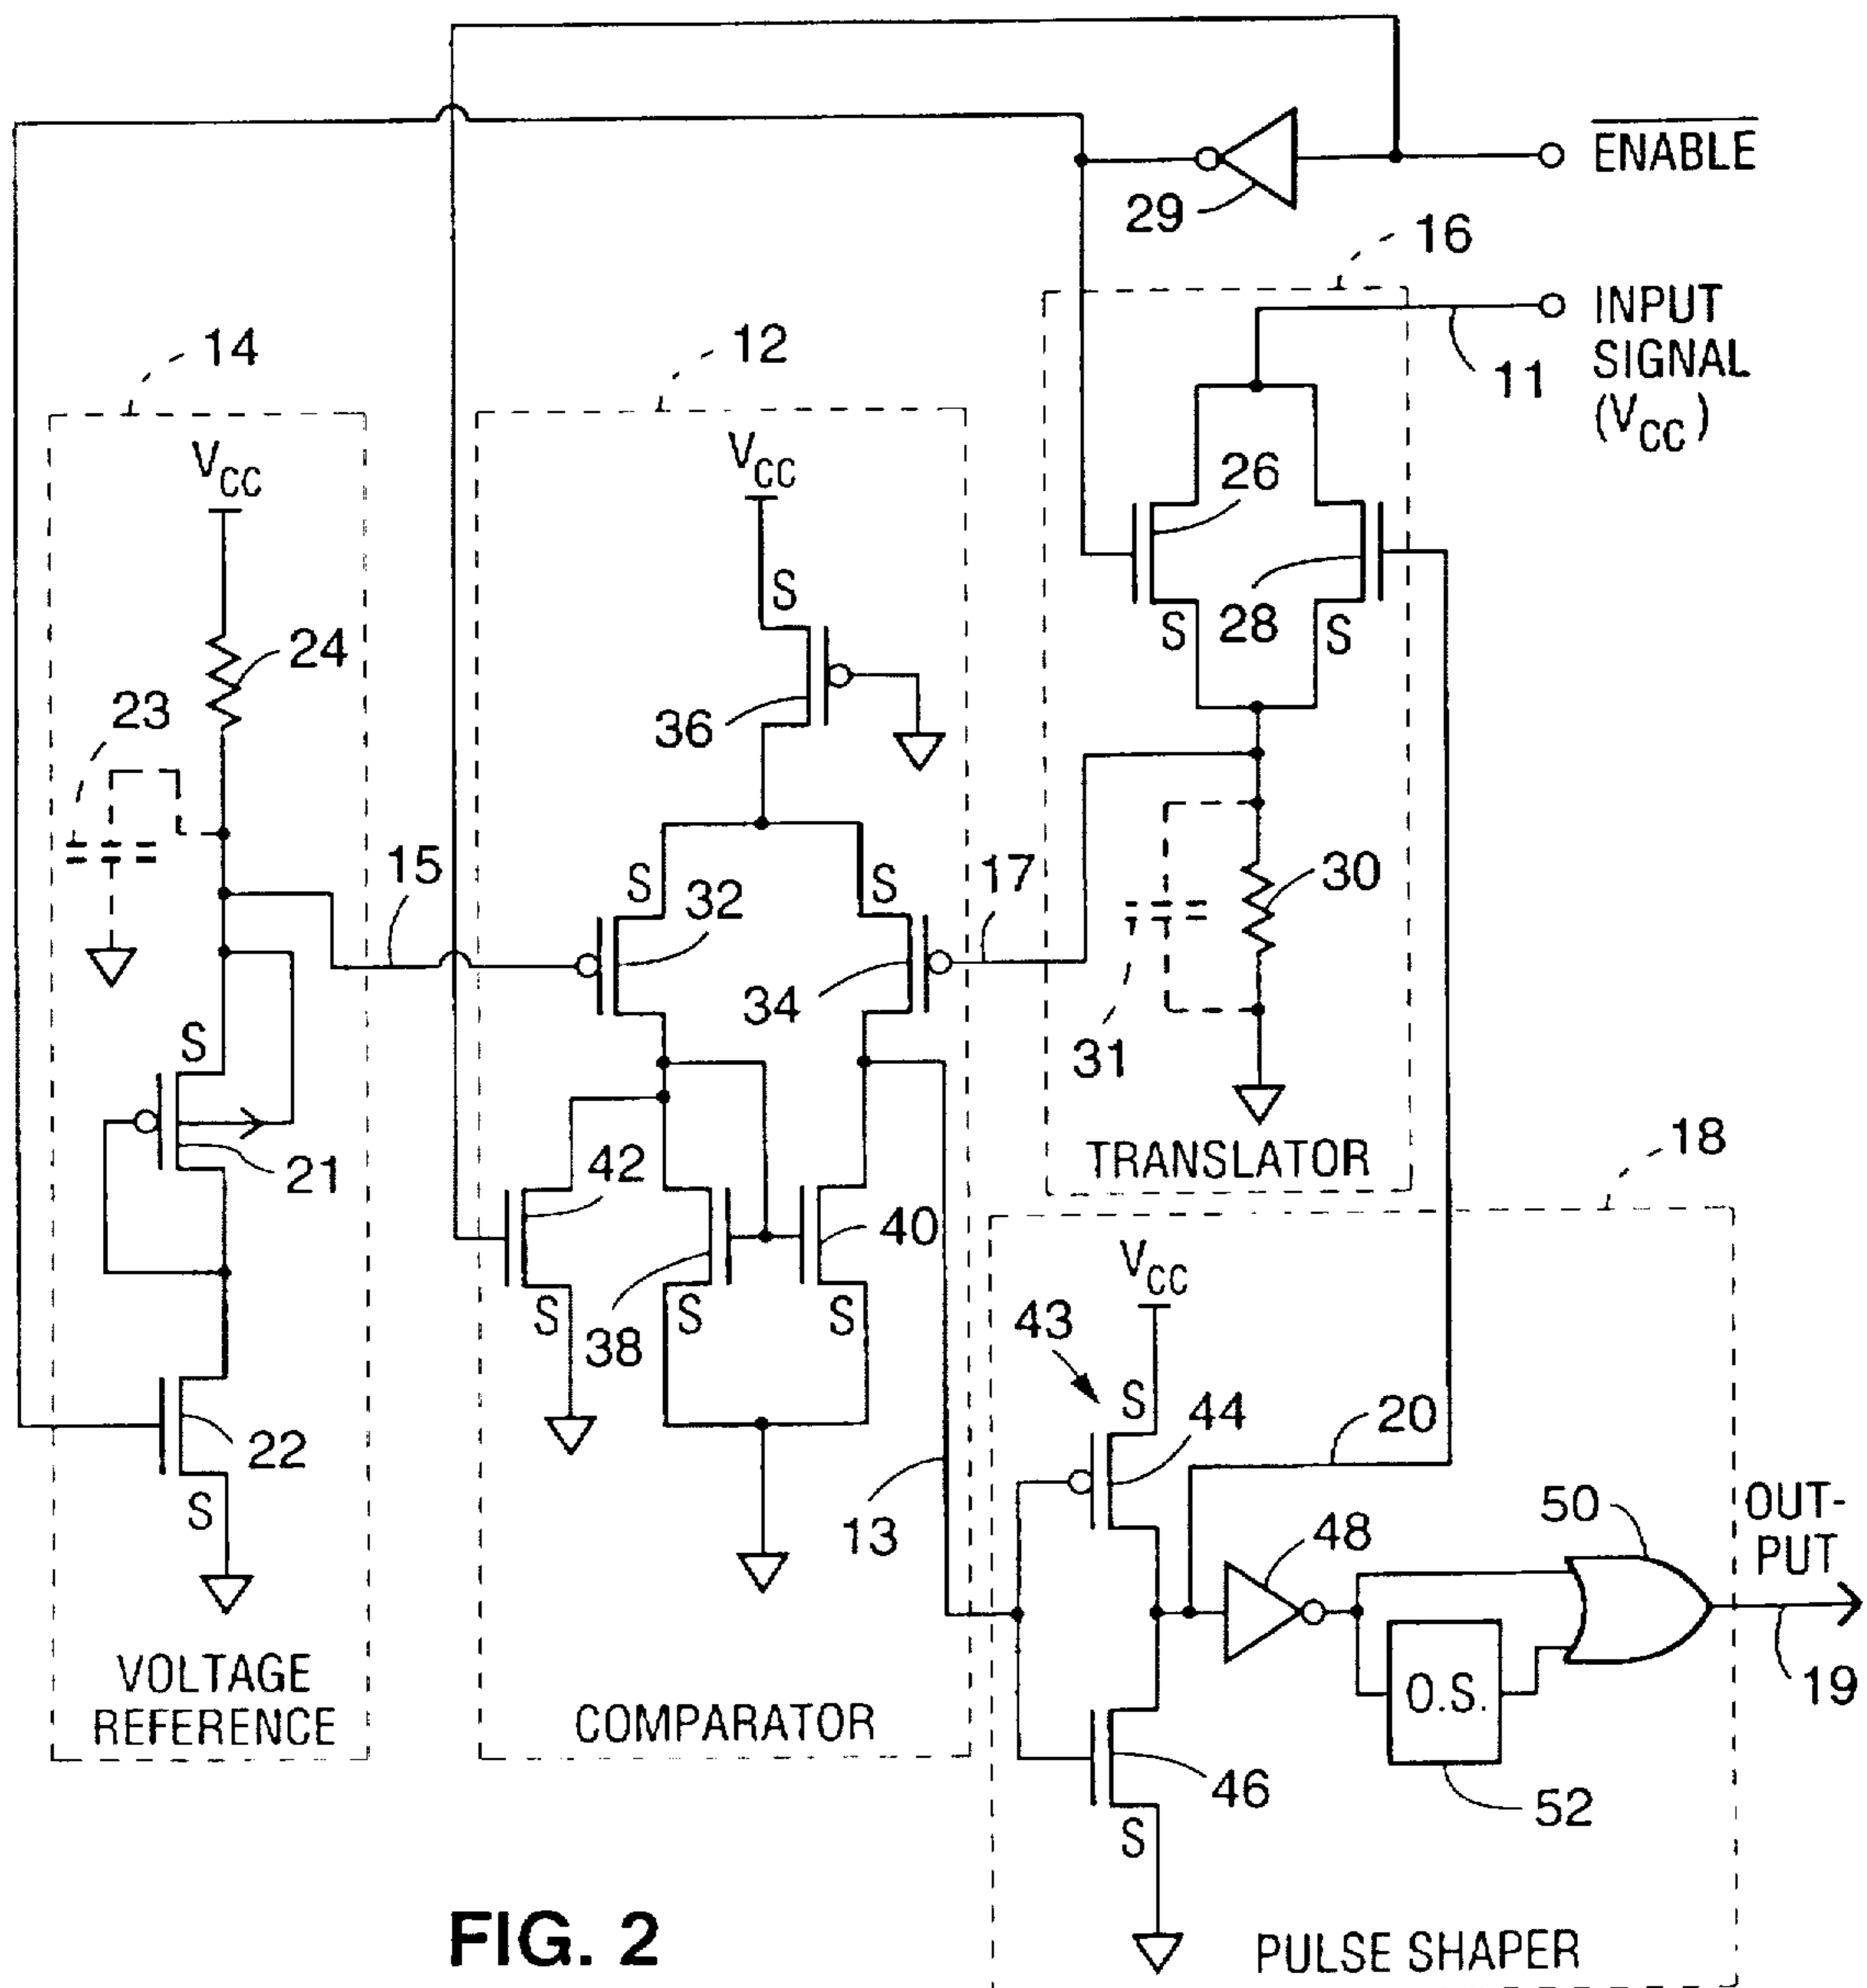 ENABLE
29
16
INPUT
SIGNAL
(VCC)
11
14
12
VCC
VCC
26
S
24
28
S
S
23
36
15
S
32
S
17
30
34
S
31
21
TRANSLATOR
18
42
40
VCC
S
38
S
S
43
S
44
20
22
S
13
48
50
OUT-
PUT
O.S.
19
VOLTAGE
REFERENCE
COMPARATOR
46
52
S
FIG. 2
PULSE SHAPER